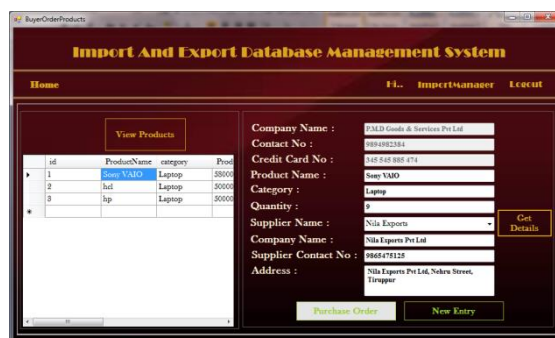 BuyerOrderProducts
Import And Export Database Management System
Home
Hi.. ImportManager Logout
View Products
id ProductName category Prod
1 Sony VAIO Laptop 58000
2 hcl Laptop 50000
3 hp Laptop 50000
Company Name : P.M.D Goods & Services Pvt Ltd
Contact No : 9894982384
Credit Card No : 345 545 885 474
Product Name : Sony VAIO
Category : Laptop
Quantity : 9
Supplier Name : Nila Exports
Get Details
Company Name : Nila Exports Pvt Ltd
Supplier Contact No : 9865475125
Address : Nila Exports Pvt Ltd, Nehru Street,
Tiruppur
Purchase Order
New Entry